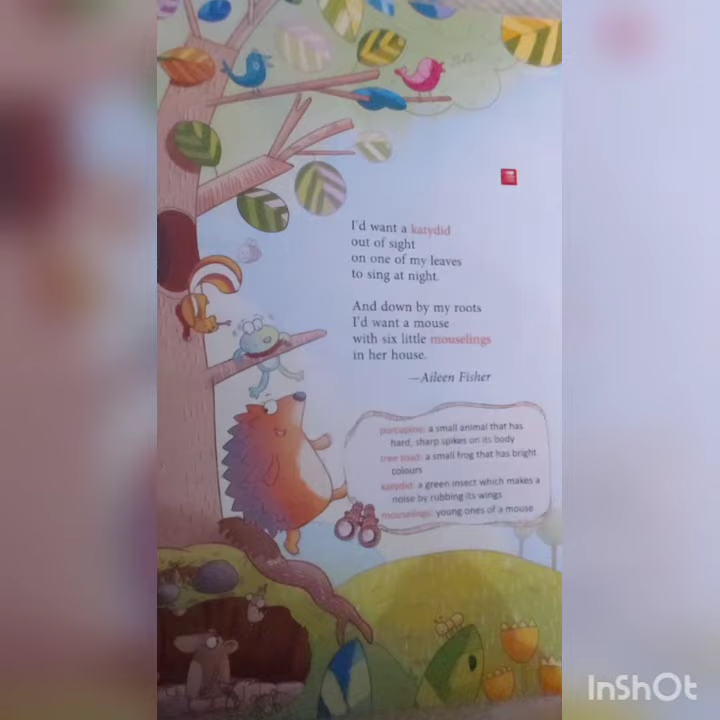 I'd want a katydid
out of sight
on one of my leaves
to sing at night.
And down by my roots
I'd want a mouse
with six little mouselings
in her house.
—Aileen Fisher
porcupine: a small animal that has
hard, sharp spikes on its body
tree toad: a small frog that has bright
colours
katydid: a green insect which makes a
noise by rubbing its wings
mouselings: young ones of a mouse
InShOt